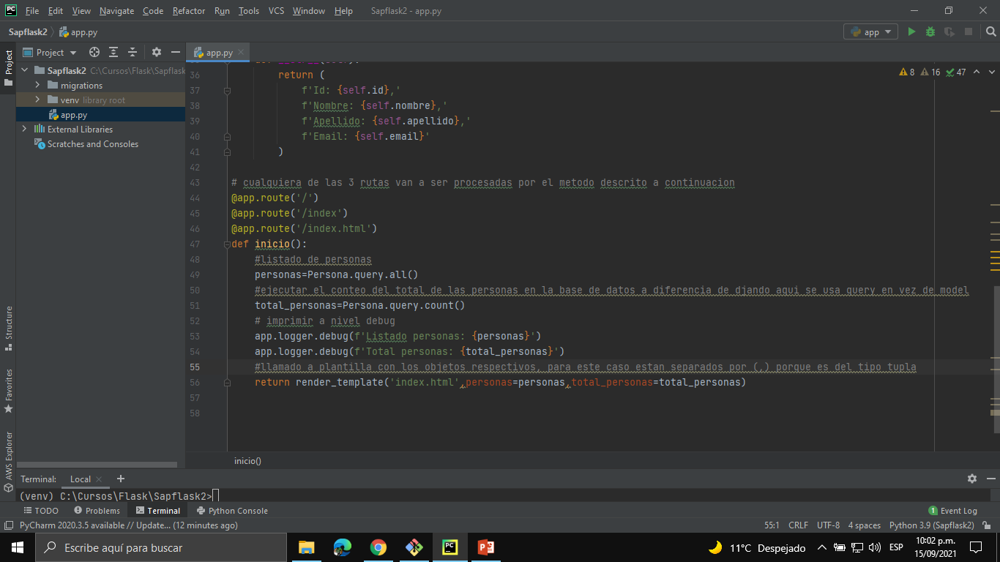 PC File Edit View Navigate Code Refactor Run Tools VCS Window Help Sapflask2 - app.py
Sapflask2 app.py app
Project Project app.py
36 return ( 8 16 47
37 f'Id: {self.id},'
38 f'Nombre: {self.nombre},'
39 f'Apellido: {self.apellido},'
40 f'Email: {self.email}'
41 )
42
43 # cualquiera de las 3 rutas van a ser procesadas por el metodo descrito a continuacion
44 @app.route('/')
45 @app.route('/index')
46 @app.route('/index.html')
47 def inicio():
48 #listado de personas
49 personas=Persona.query.all()
50 #ejecutar el conteo del total de las personas en la base de datos a diferencia de djando aqui se usa query en vez de model
51 total_personas=Persona.query.count()
52 # imprimir a nivel debug
53 app.logger.debug(f'Listado personas: {personas}')
54 app.logger.debug(f'Total personas: {total_personas}')
55 #llamado a plantilla con los objetos respectivos, para este caso estan separados por (,) porque es del tipo tupla
56 return render_template('index.html',personas=personas,total_personas=total_personas)
57
58
Sapflask2 C:\Cursos\Flask\Sapflask
migrations
venv library root
app.py
External Libraries
Scratches and Consoles
Structure
Favorites
AWS Explorer
inicio()
Terminal: Local +
(venv) C:\Cursos\Flask\Sapflask2>
TODO Problems Terminal Python Console 1 Event Log
PyCharm 2020.3.5 available // Update... (12 minutes ago) 55:1 CRLF UTF-8 4 spaces Python 3.9 (Sapflask2)
Escribe aquí para buscar PC 11°C Despejado ESP 10:02 p.m.
15/09/2021